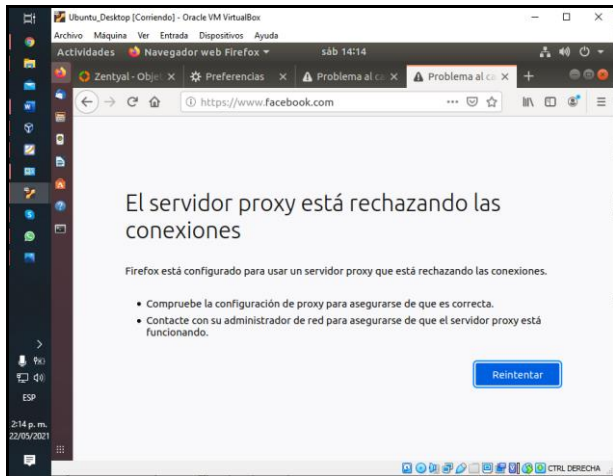 Ubuntu_Desktop [Corriendo] - Oracle VM VirtualBox
Archivo Máquina Ver Entrada Dispositivos Ayuda
Actividades Navegador web Firefox sáb 14:14
Zentyal - Obje Preferencias Problema al ca Problema al ca
https://www.facebook.com
El servidor proxy está rechazando las
conexiones
Firefox está configurado para usar un servidor proxy que está rechazando las conexiones.
• Compruebe la configuración de proxy para asegurarse de que es correcta.
• Contacte con su administrador de red para asegurarse de que el servidor proxy está
funcionando.
Reintentar
ESP
2:14 p. m.
22/05/2021
CTRL DERECHA